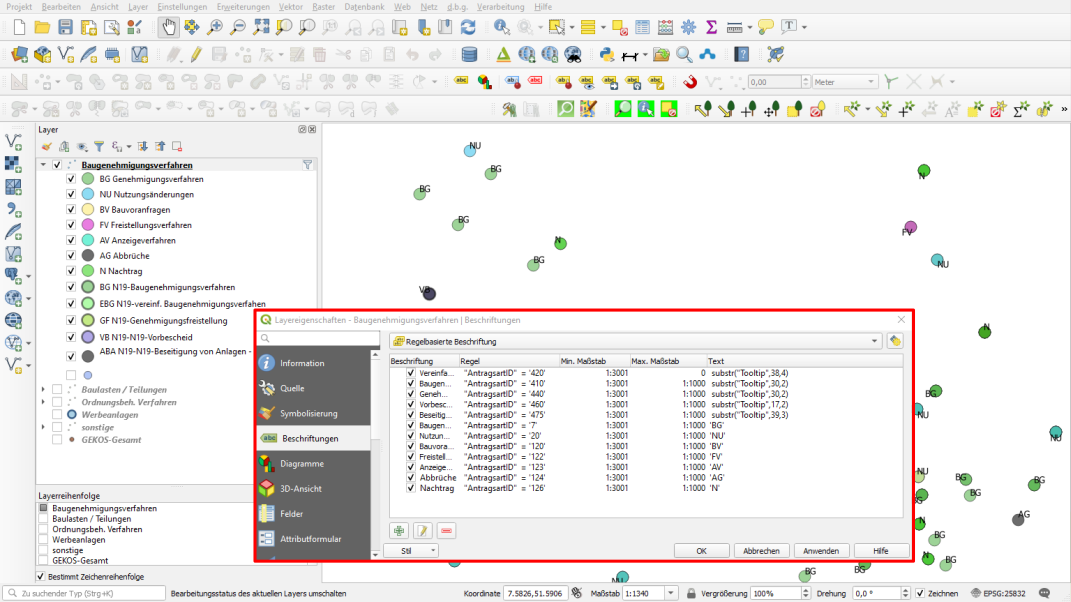 Projekt Bearbeiten Ansicht Layer Einstellungen Erweiterungen Vektor Raster Datenbank Web Netz d.b.g. Verarbeitung Hilfe
0,00 Meter
Layer
Baugenehmigungsverfahren
BG Genehmigungsverfahren
NU Nutzungsänderungen
BV Bauvoranfragen
FV Freistellungsverfahren
AV Anzeigeverfahren
AG Abbrüche
N Nachtrag
BG N19-Baugenehmigungsverfahren
EBG N19-vereinf. Baugenehmigungsverfahen
GF N19-Genehmigungsfreistellung
VB N19-N19-Vorbescheid
ABA N19-N19-Beseitigung von Anlagen -
Baulasten / Teilungen
Ordnungsbeh. Verfahren
Werbeanlagen
sonstige
GEKOS-Gesamt
Layerreihenfolge
Baugenehmigungsverfahren
Baulasten / Teilungen
Ordnungsbeh. Verfahren
Werbeanlagen
sonstige
GEKOS-Gesamt
Bestimmt Zeichenreihenfolge
NU
BG
BG
BG
N
BG
VB
N
FV
NU
N
BG
NU
NU
NU
BG
BG
BG
BG
AG
N
BG
N
BG
BG
BG
NU
Layereigenschaften - Baugenehmigungsverfahren | Beschriftungen
Information
Quelle
Symbolisierung
abc Beschriftungen
Diagramme
3D-Ansicht
Felder
Attributformular
Regelbasierte Beschriftung
Beschriftung Regel Min. Maßstab Max. Maßstab Text
Vereinfa... "AntragsartID" = '420' 1:3001 0 substr("Tooltip",38,4)
Baugen... "AntragsartID" = '410' 1:3001 1:1000 substr("Tooltip",30,2)
Geneh... "AntragsartID" = '440' 1:3001 1:1000 substr("Tooltip",30,2)
Vorbesc... "AntragsartID" = '460' 1:3001 1:1000 substr("Tooltip",17,2)
Beseitig... "AntragsartID" = '475' 1:3001 1:1000 substr("Tooltip",39,3)
Baugen... "AntragsartID" = '7' 1:3001 1:1000 'BG'
Nutzun... "AntragsartID" = '20' 1:3001 1:1000 'NU'
Bauvora... "AntragsartID" = '120' 1:3001 1:1000 'BV'
Freistell... "AntragsartID" = '122' 1:3001 1:1000 'FV'
Anzeige... "AntragsartID" = '123' 1:3001 1:1000 'AV'
Abbrüche "AntragsartID" = '124' 1:3001 1:1000 'AG'
Nachtrag "AntragsartID" = '126' 1:3001 1:1000 'N'
Stil OK Abbrechen Anwenden Hilfe
Zu suchender Typ (Strg+K) Bearbeitungsstatus des aktuellen Layers umschalten Koordinate 7.5826,51.5906 Maßstab 1:1340 Vergrößerung 100% Drehung 0,0 ° Zeichnen EPSG:25832